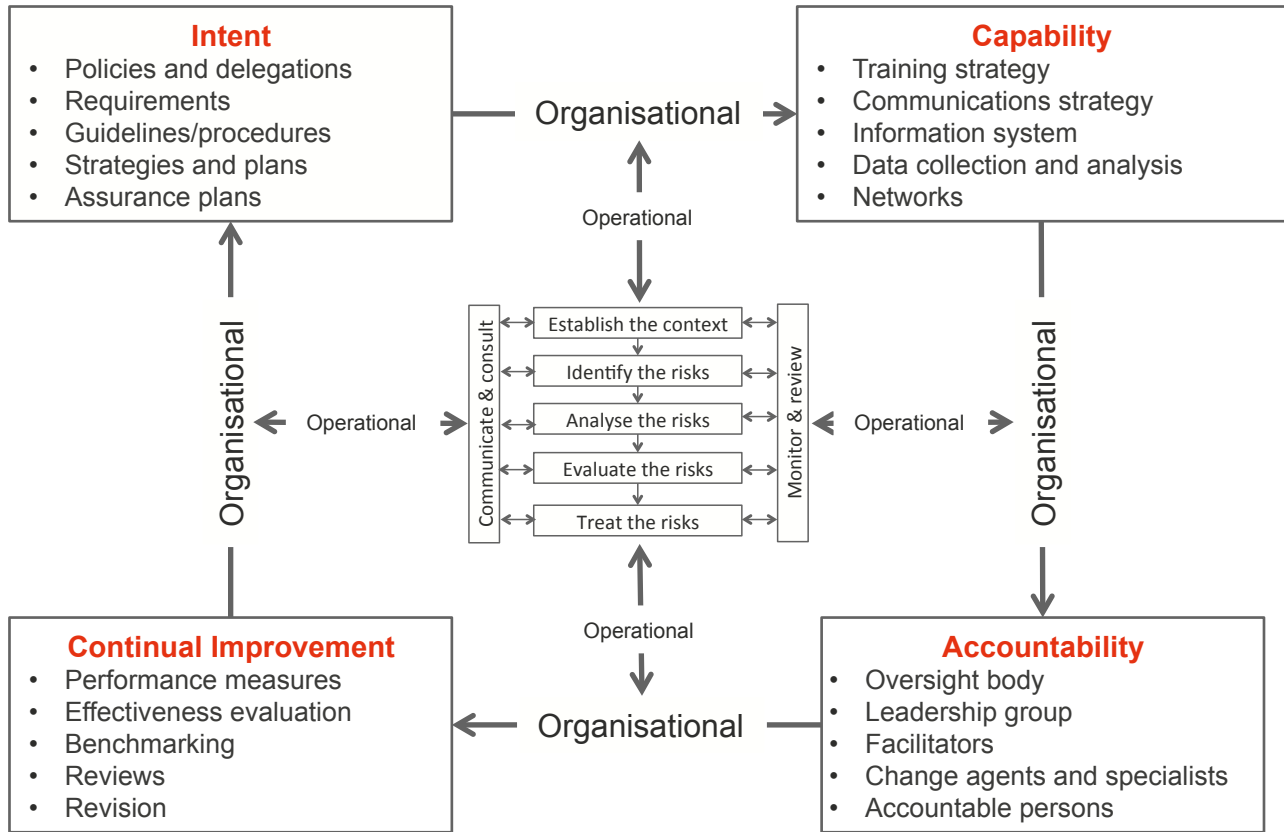 Intent
• Policies and delegations
• Requirements
• Guidelines/procedures
• Strategies and plans
• Assurance plans
Organisational
Capability
• Training strategy
• Communications strategy
• Information system
• Data collection and analysis
• Networks
Operational
Organisational
Operational
Communicate & consult
Establish the context
Identify the risks
Analyse the risks
Evaluate the risks
Treat the risks
Monitor & review
Operational
Organisational
Operational
Continual Improvement
• Performance measures
• Effectiveness evaluation
• Benchmarking
• Reviews
• Revision
Organisational
Accountability
• Oversight body
• Leadership group
• Facilitators
• Change agents and specialists
• Accountable persons